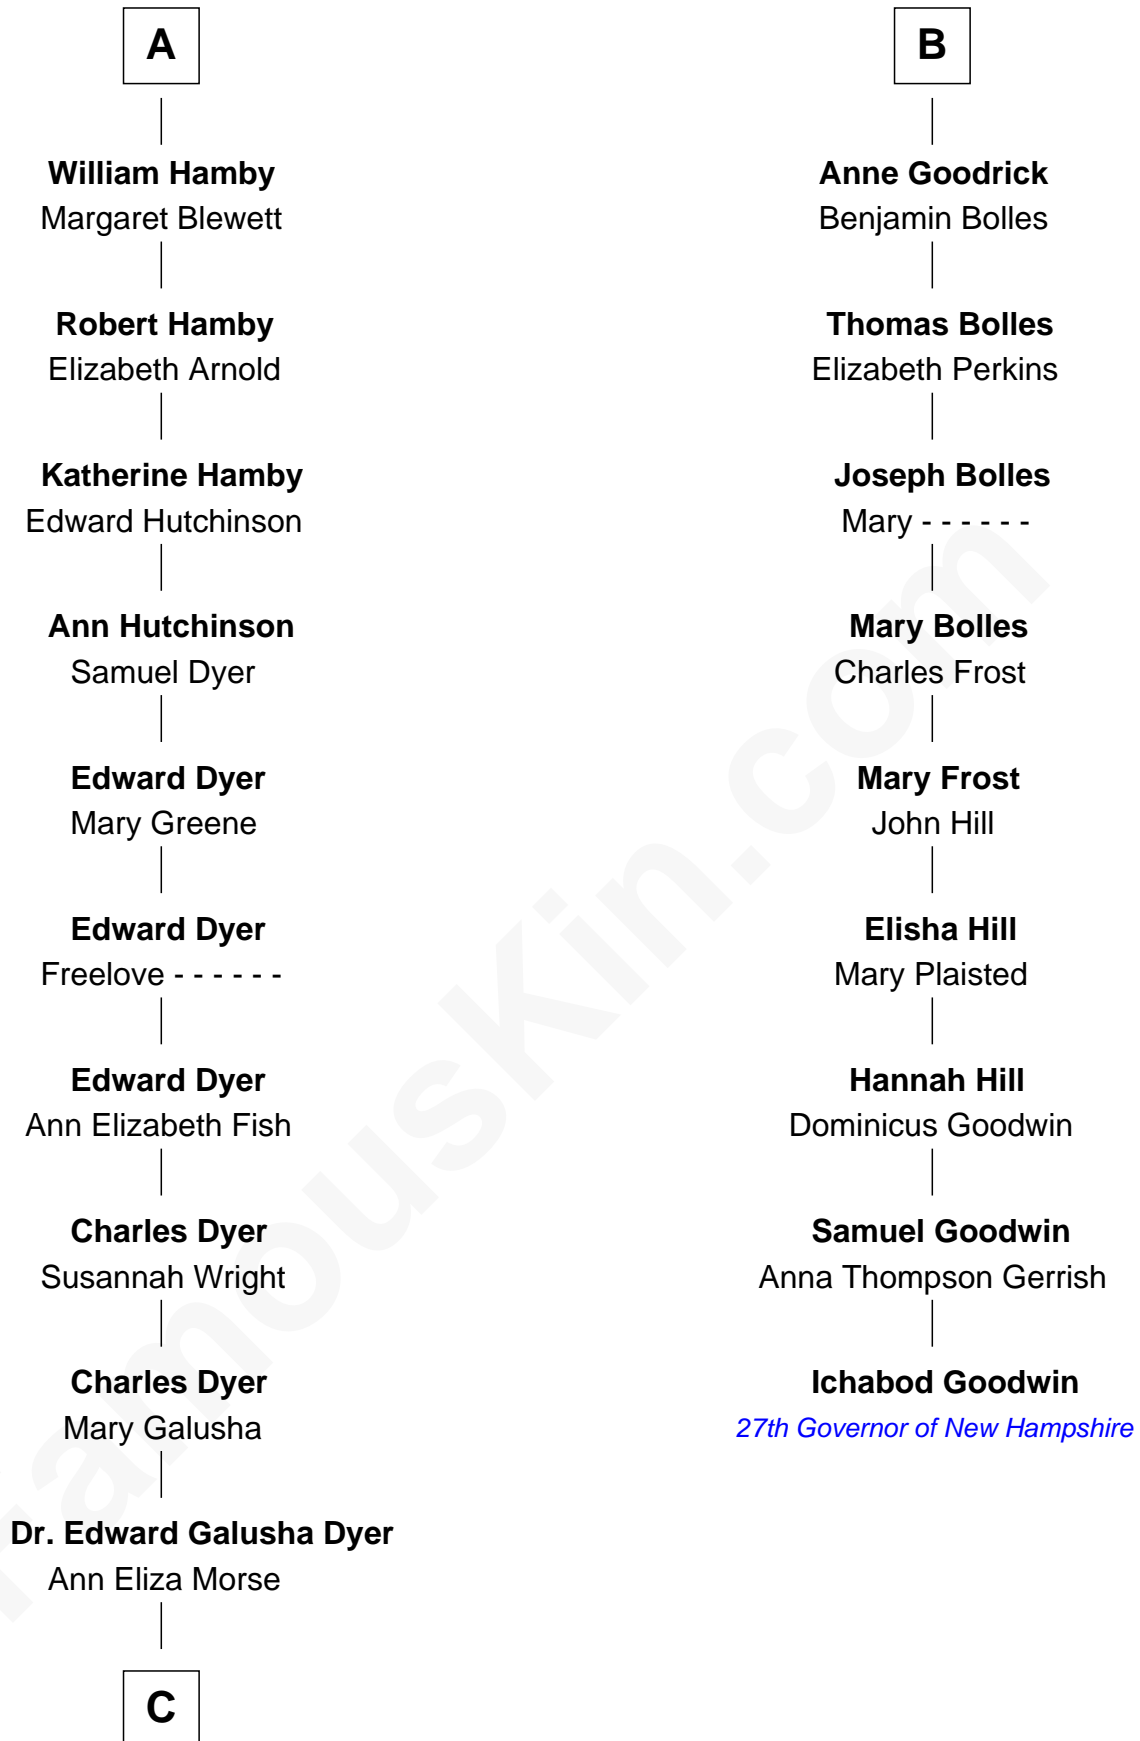 A
William Hamby
Margaret Blewett
Robert Hamby
Elizabeth Arnold
Katherine Hamby
Edward Hutchinson
Ann Hutchinson
Samuel Dyer
Edward Dyer
Mary Greene
Edward Dyer
Freelove - - - - - -
Edward Dyer
Ann Elizabeth Fish
Charles Dyer
Susannah Wright
Charles Dyer
Mary Galusha
Dr. Edward Galusha Dyer
Ann Eliza Morse
C
B
Anne Goodrick
Benjamin Bolles
Thomas Bolles
Elizabeth Perkins
Joseph Bolles
Mary - - - - - -
Mary Bolles
Charles Frost
Mary Frost
John Hill
Elisha Hill
Mary Plaisted
Hannah Hill
Dominicus Goodwin
Samuel Goodwin
Anna Thompson Gerrish
Ichabod Goodwin
27th Governor of New Hampshire
FamousKin.com